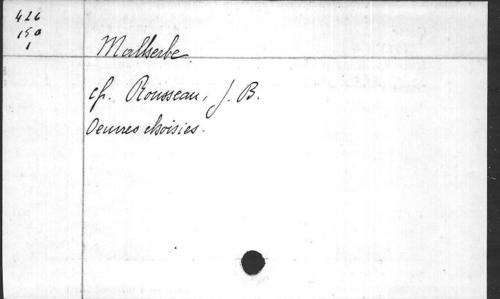 426
150
1
Malherbe.
cf. Rousseau, J. B.
Oeuvres choisies.